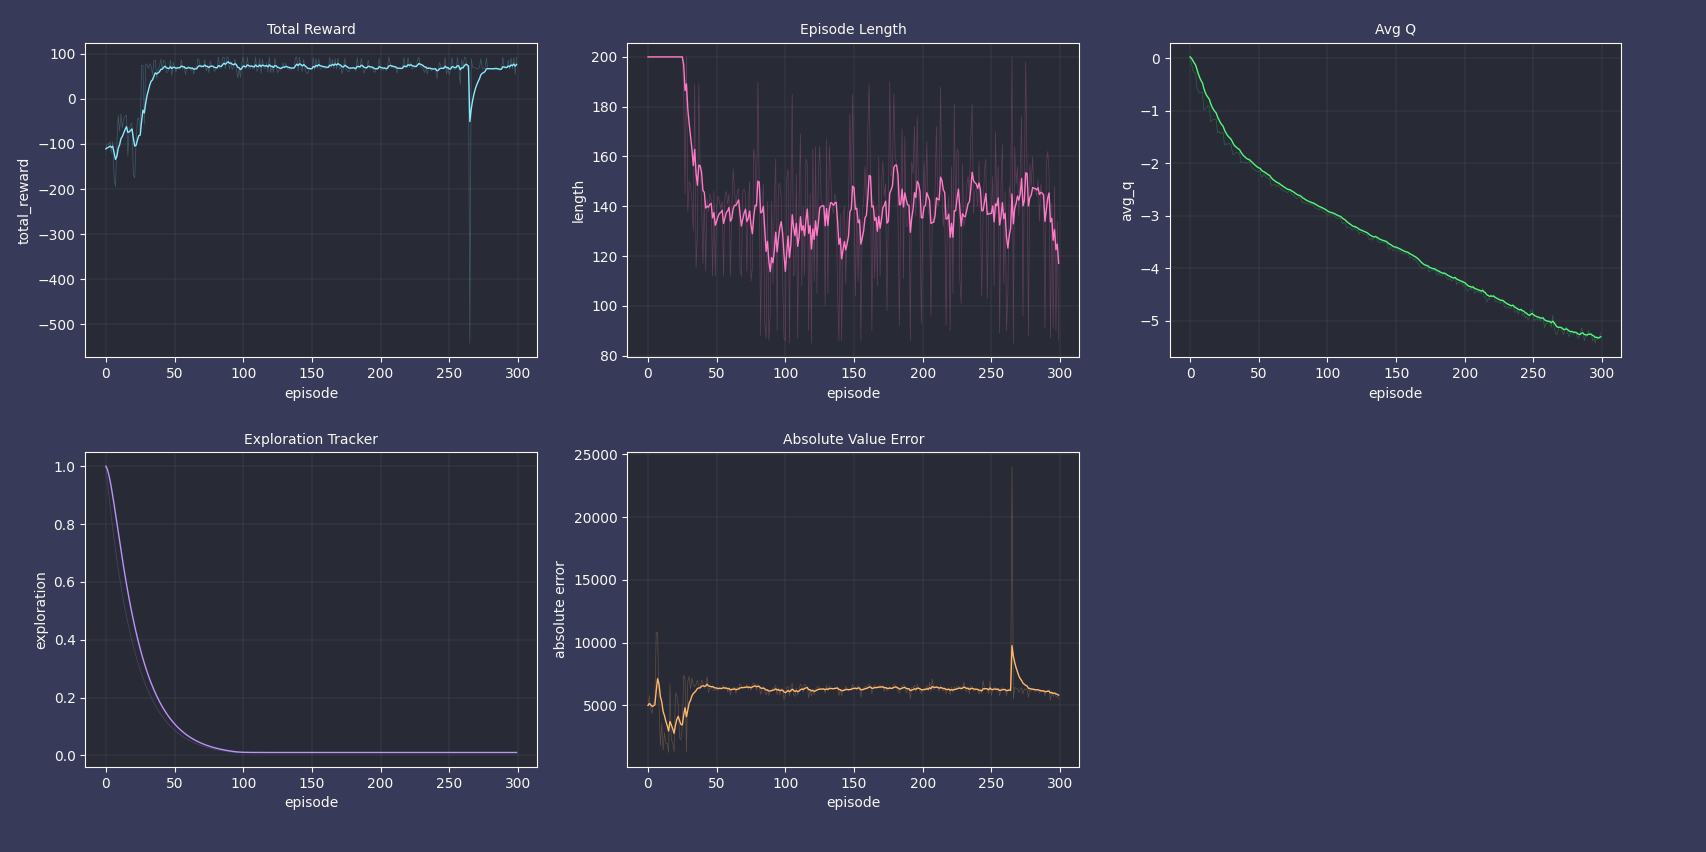 Total Reward
total_reward
100
0
−100
−200
−300
−400
−500
0 50 100 150 200 250 300
episode
Episode Length
length
200
180
160
140
120
100
80
0 50 100 150 200 250 300
episode
Avg Q
avg_q
0
−1
−2
−3
−4
−5
0 50 100 150 200 250 300
episode
Exploration Tracker
exploration
1.0
0.8
0.6
0.4
0.2
0.0
0 50 100 150 200 250 300
episode
Absolute Value Error
absolute error
25000
20000
15000
10000
5000
0 50 100 150 200 250 300
episode